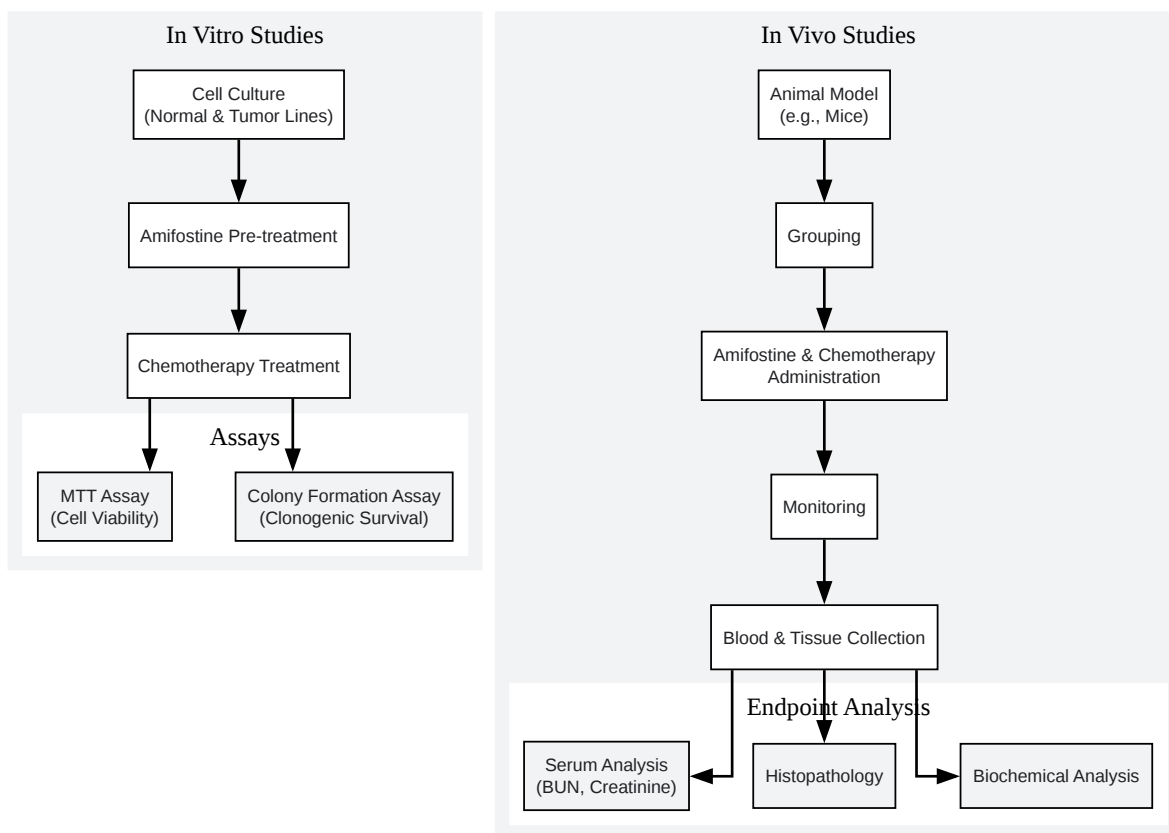 In Vitro Studies
Cell Culture
(Normal & Tumor Lines)
Amifostine Pre-treatment
Chemotherapy Treatment
Assays
MTT Assay
(Cell Viability)
Colony Formation Assay
(Clonogenic Survival)
In Vivo Studies
Animal Model
(e.g., Mice)
Grouping
Amifostine & Chemotherapy
Administration
Monitoring
Blood & Tissue Collection
Endpoint Analysis
Serum Analysis
(BUN, Creatinine)
Histopathology
Biochemical Analysis